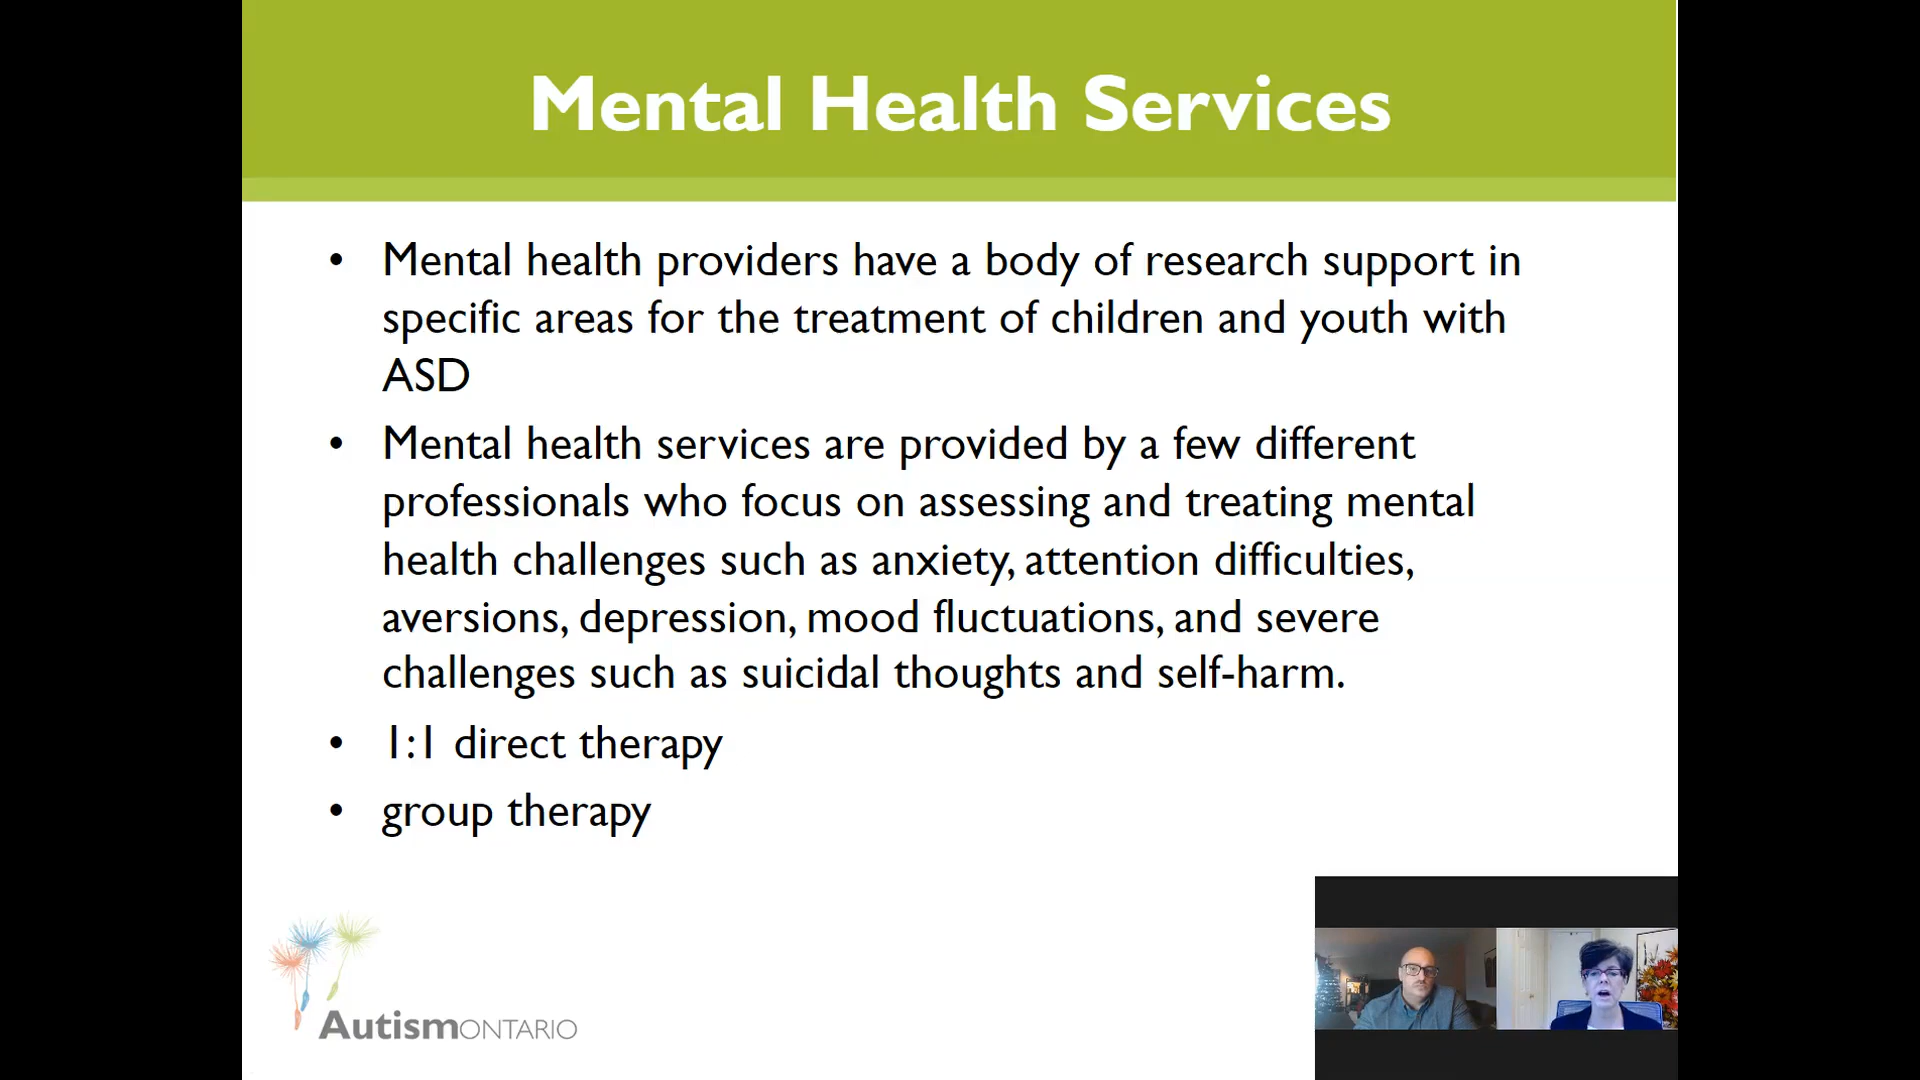 Mental Health Services
• Mental health providers have a body of research support in
specific areas for the treatment of children and youth with
ASD
• Mental health services are provided by a few different
professionals who focus on assessing and treating mental
health challenges such as anxiety, attention difficulties,
aversions, depression, mood fluctuations, and severe
challenges such as suicidal thoughts and self-harm.
• 1:1 direct therapy
• group therapy
AutismONTARIO